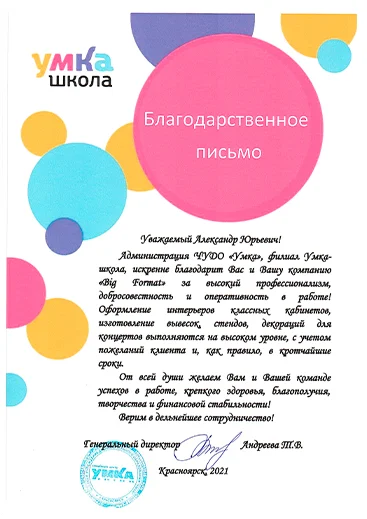 умка
школа
Благодарственное
письмо
Уважаемый Александр Юрьевич!
Администрация ЧУДО «Умка», филиал Умка-
школа, искренне благодарит Вас и Вашу компанию
«Big Format» за высокий профессионализм,
добросовестность и оперативность в работе!
Оформление интерьеров классных кабинетов,
изготовление вывесок, стендов, декораций для
концертов выполняются на высоком уровне, с учетом
пожеланий клиента и, как правило, в кротчайшие
сроки.
От всей души желаем Вам и Вашей команде
успехов в работе, крепкого здоровья, благополучия,
творчества и финансовой стабильности!
Верим в дельнейшее сотрудничество!
Генеральный директор Андреева Т.В.
умка
Красноярск, 2021